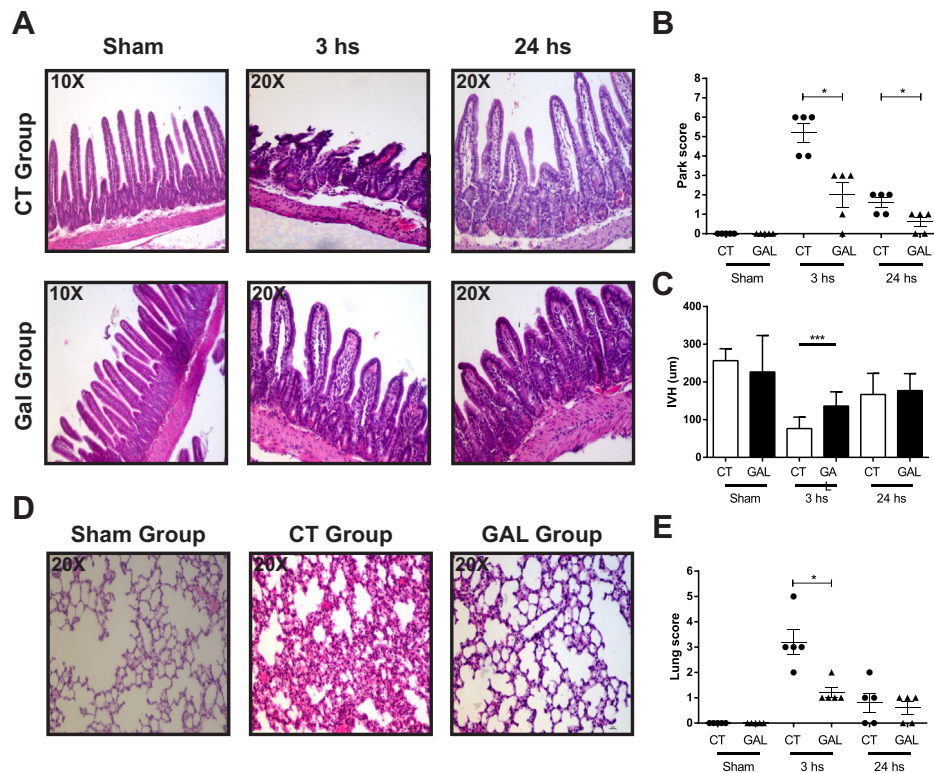 A
Sham
3 hs
24 hs
CT Group
10X
20X
20X
Gal Group
10X
20X
20X
B
Park score
8
7
6
5
4
3
2
1
0
*
*
CT
GAL
CT
GAL
CT
GAL
Sham
3 hs
24 hs
C
IVH (um)
400
300
200
100
0
***
CT
GAL
CT
GA
L
CT
GAL
Sham
3 hs
24 hs
D
Sham Group
CT Group
GAL Group
20X
20X
20X
E
Lung score
6
5
4
3
2
1
0
*
CT
GAL
CT
GAL
CT
GAL
Sham
3 hs
24 hs